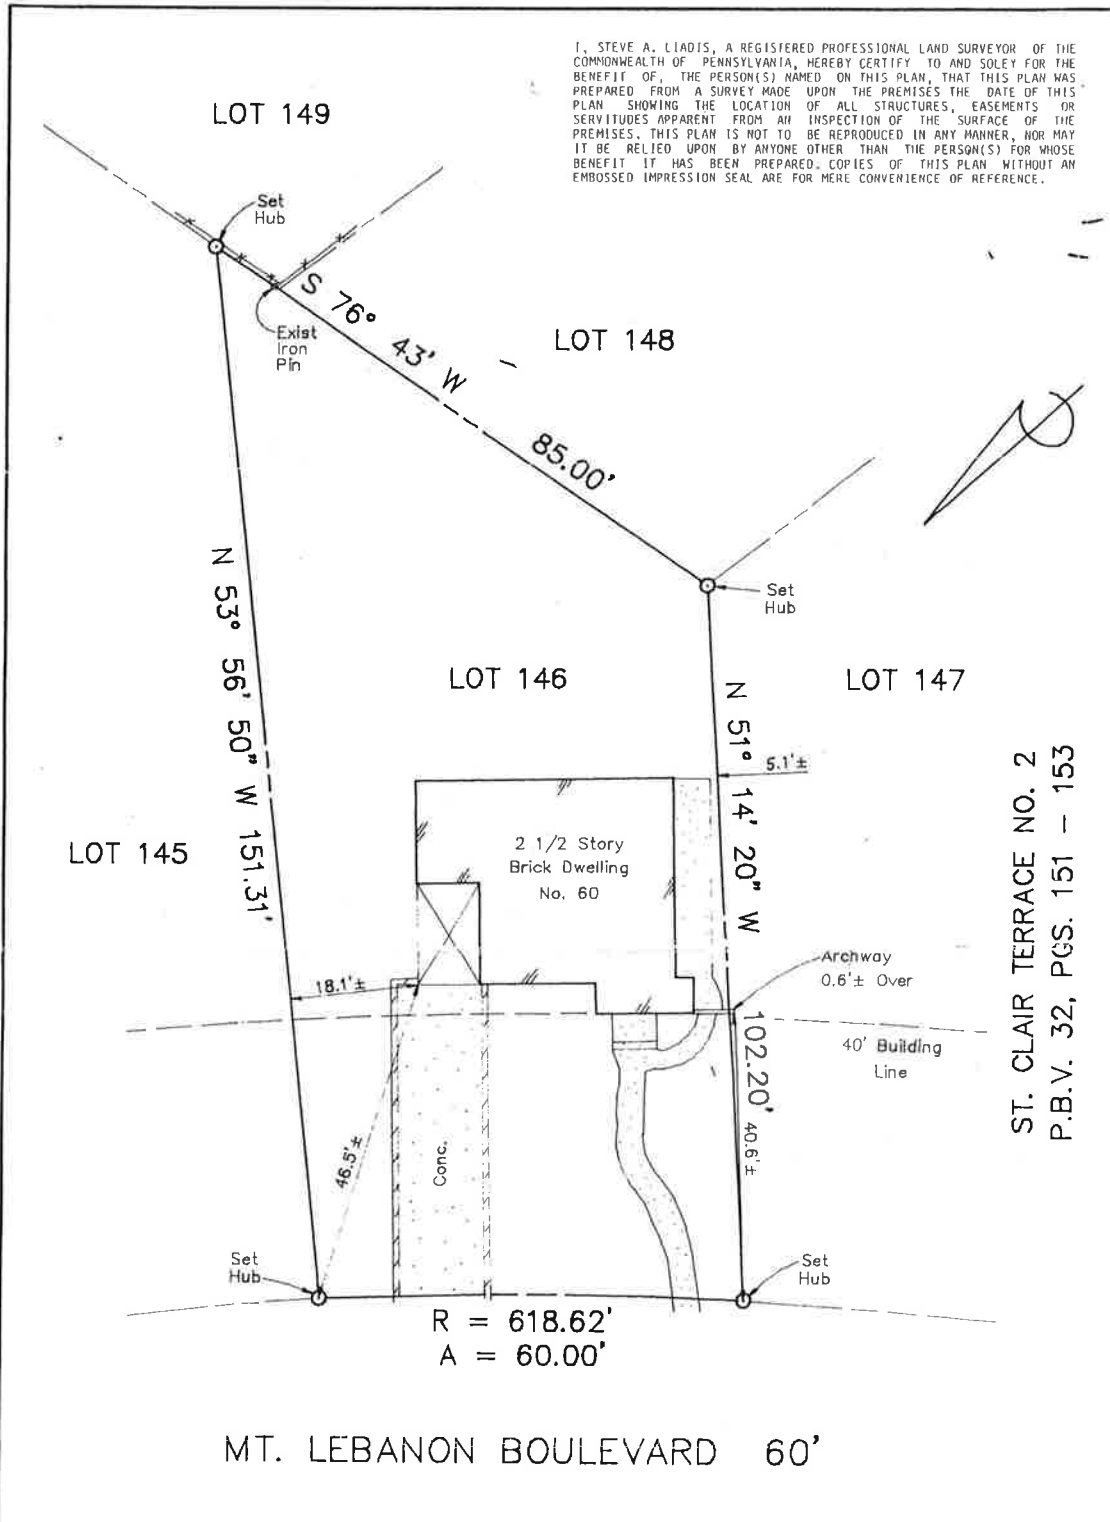 I, STEVE A. LIADIS, A REGISTERED PROFESSIONAL LAND SURVEYOR OF THE
COMMONWEALTH OF PENNSYLVANIA, HEREBY CERTIFY TO AND SOLEY FOR THE
BENEFIT OF, THE PERSON(S) NAMED ON THIS PLAN, THAT THIS PLAN WAS
PREPARED FROM A SURVEY MADE UPON THE PREMISES THE DATE OF THIS
PLAN SHOWING THE LOCATION OF ALL STRUCTURES, EASEMENTS OR
SERVITUDES APPARENT FROM AN INSPECTION OF THE SURFACE OF THE
PREMISES. THIS PLAN IS NOT TO BE REPRODUCED IN ANY MANNER, NOR MAY
IT BE RELIED UPON BY ANYONE OTHER THAN THE PERSON(S) FOR WHOSE
BENEFIT IT HAS BEEN PREPARED. COPIES OF THIS PLAN WITHOUT AN
EMBOSSED IMPRESSION SEAL ARE FOR MERE CONVENIENCE OF REFERENCE.
LOT 149
Set
Hub
S 76° 43' W
85.00'
Exist
Iron
Pin
LOT 148
Set
Hub
N 53° 56' 50" W 151.31'
LOT 146
LOT 147
N 51° 14' 20" W
102.20'
5.1'±
LOT 145
2 1/2 Story
Brick Dwelling
No. 60
ST. CLAIR TERRACE NO. 2
P.B.V. 32, PGS. 151 - 153
18.1'±
Archway
0.6'± Over
40' Building
Line
40.6'±
46.5'±
Conc.
Set
Hub
Set
Hub
R = 618.62'
A = 60.00'
MT. LEBANON BOULEVARD 60'